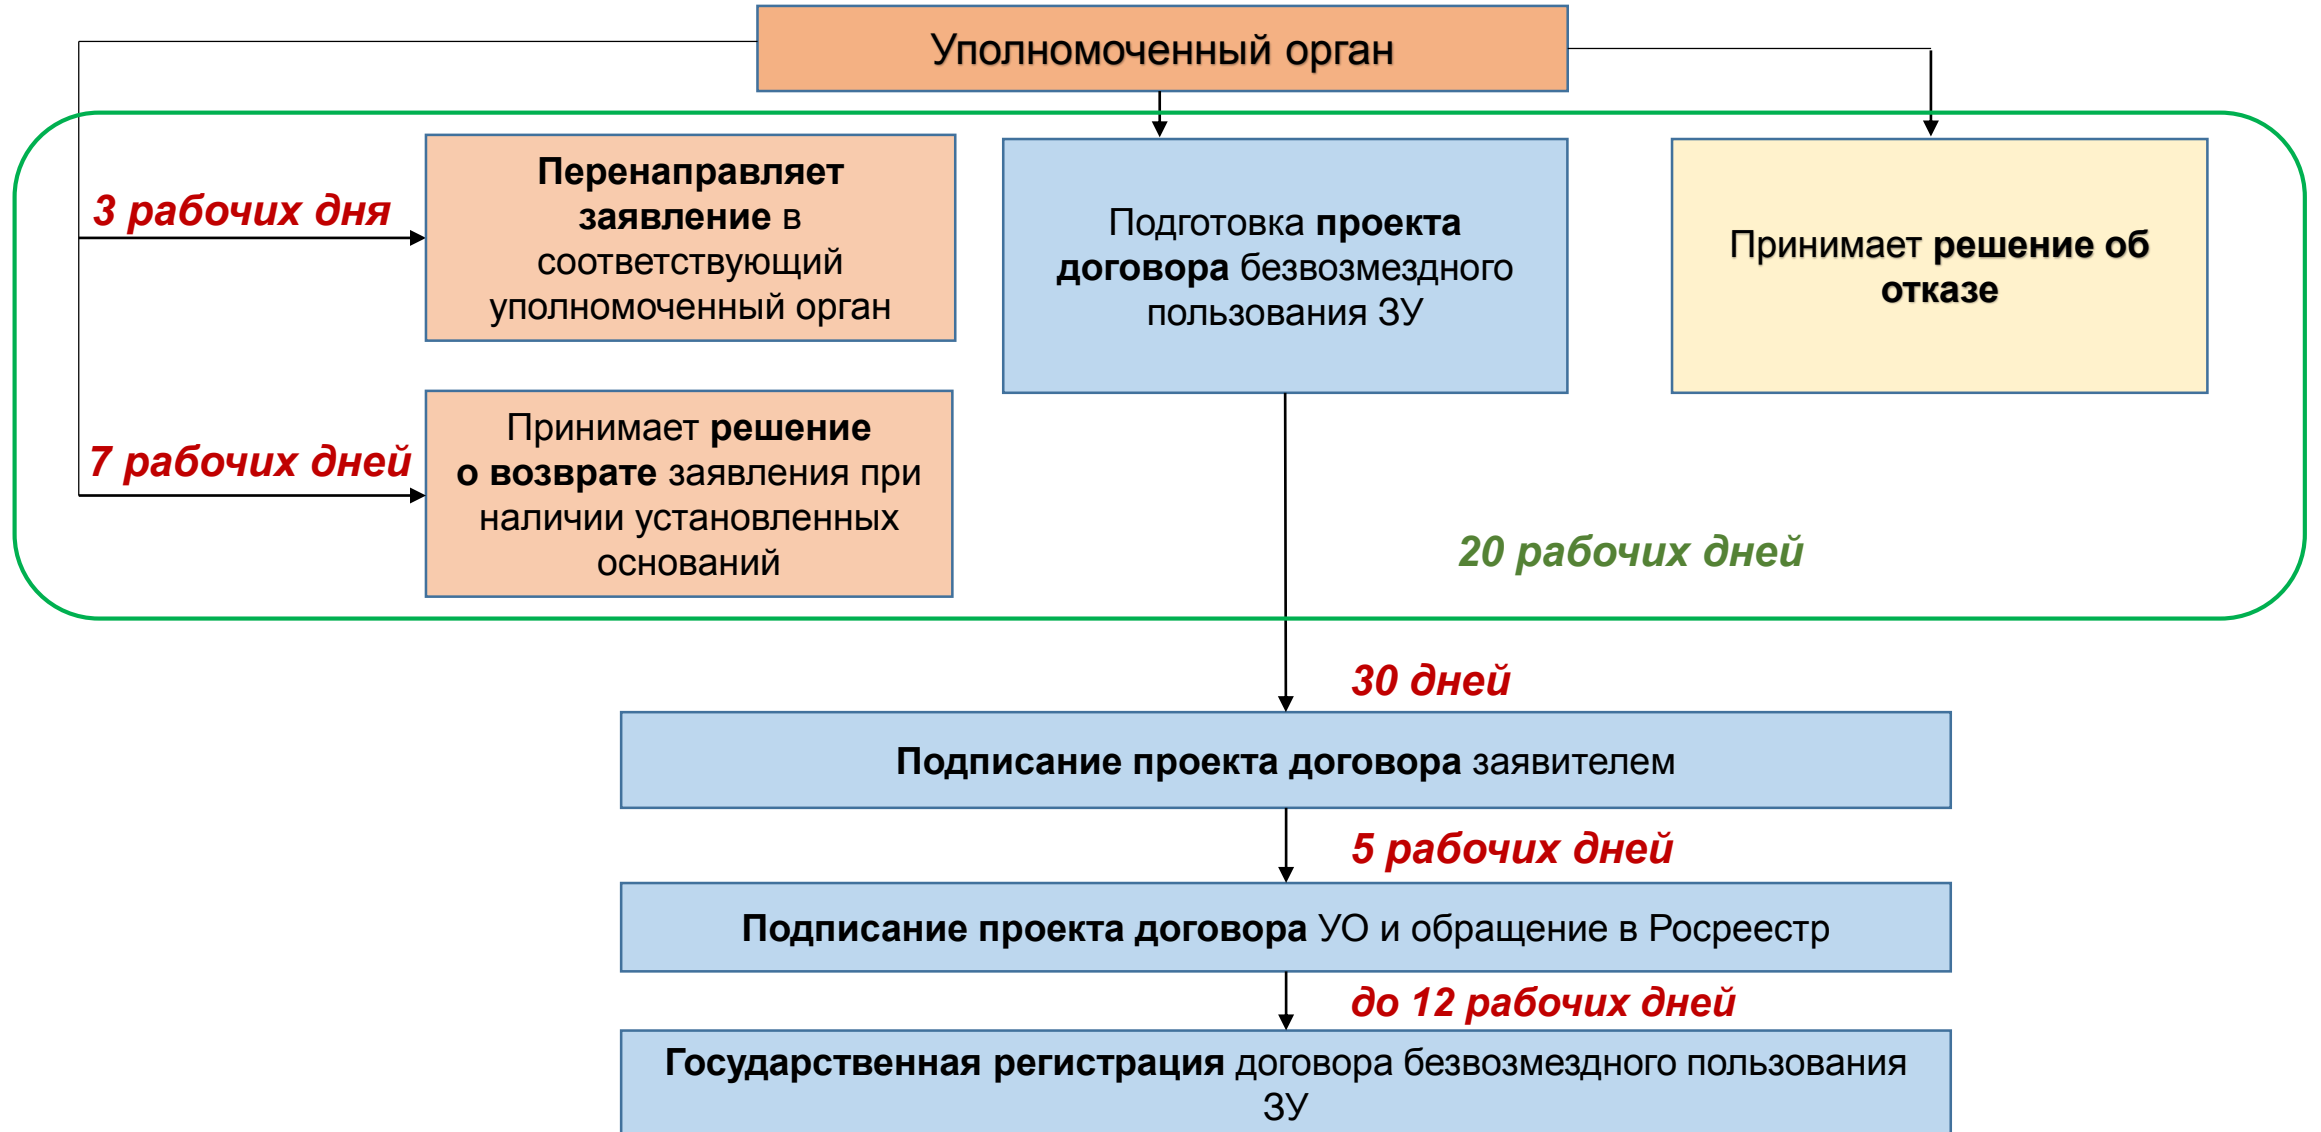 Уполномоченный орган
3 рабочих дня
Перенаправляет
заявление в
соответствующий
уполномоченный орган
Подготовка проекта
договора безвозмездного
пользования ЗУ
Принимает решение об
отказе
7 рабочих дней
Принимает решение
о возврате заявления при
наличии установленных
оснований
20 рабочих дней
30 дней
Подписание проекта договора заявителем
5 рабочих дней
Подписание проекта договора УО и обращение в Росреестр
до 12 рабочих дней
Государственная регистрация договора безвозмездного пользования
ЗУ